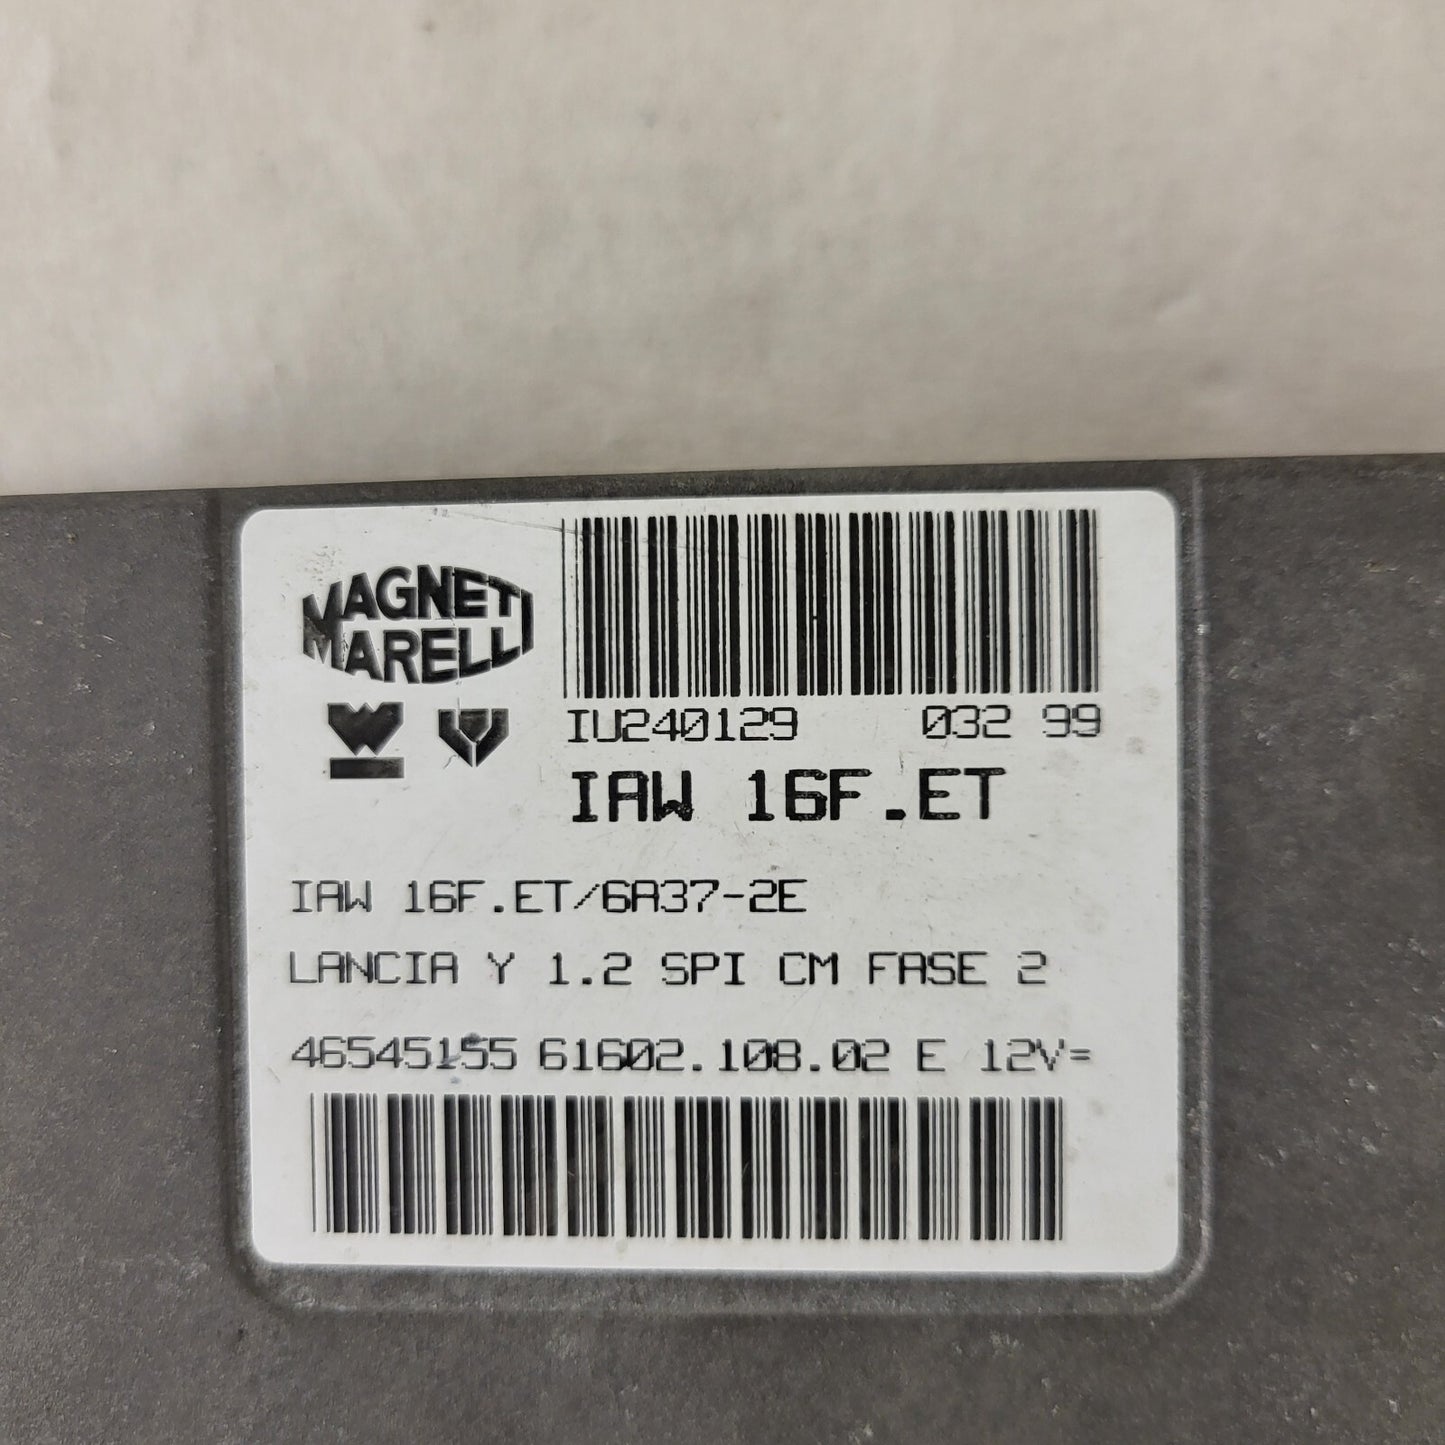 MAGNETI
MARELLI
IU240129 032 99
IAW 16F.ET
IAW 16F.ET/6A37-2E
LANCIA Y 1.2 SPI CM FASE 2
46545155 61602.108.02 E 12V=